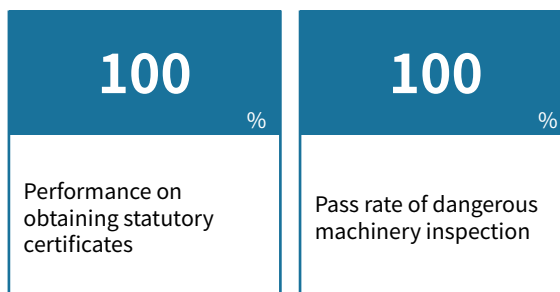 100
%
Performance on
obtaining statutory
certificates
100
%
Pass rate of dangerous
machinery inspection